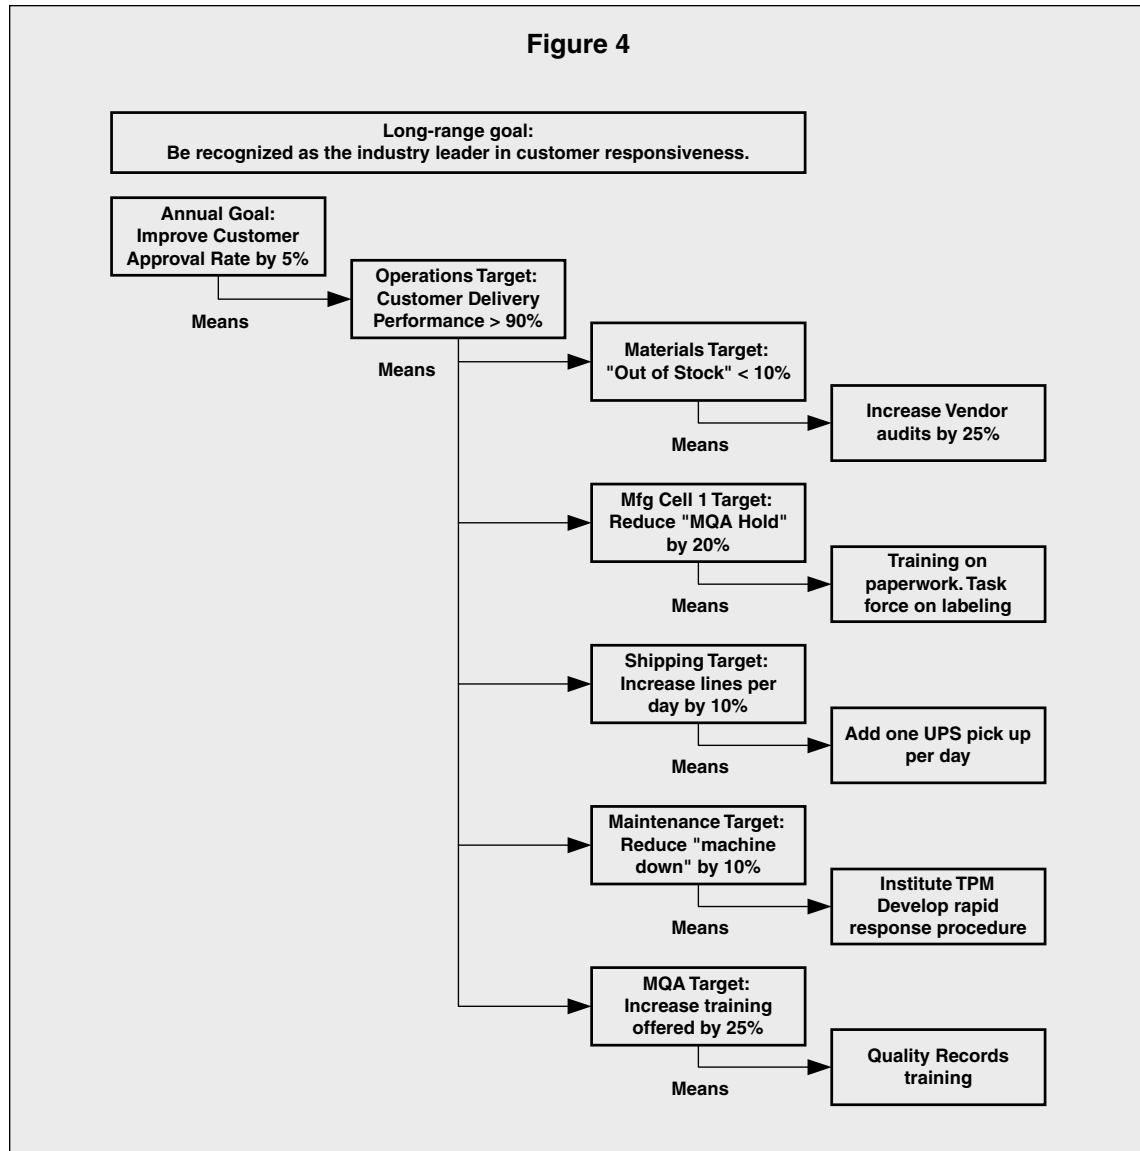 Figure 4
Long-range goal:
Be recognized as the industry leader in customer responsiveness.
Annual Goal:
Improve Customer
Approval Rate by 5%
Means
Operations Target:
Customer Delivery
Performance > 90%
Means
Materials Target:
"Out of Stock" < 10%
Means
Increase Vendor
audits by 25%
Mfg Cell 1 Target:
Reduce "MQA Hold"
by 20%
Means
Training on
paperwork. Task
force on labeling
Shipping Target:
Increase lines per
day by 10%
Means
Add one UPS pick up
per day
Maintenance Target:
Reduce "machine
down" by 10%
Means
Institute TPM
Develop rapid
response procedure
MQA Target:
Increase training
offered by 25%
Means
Quality Records
training